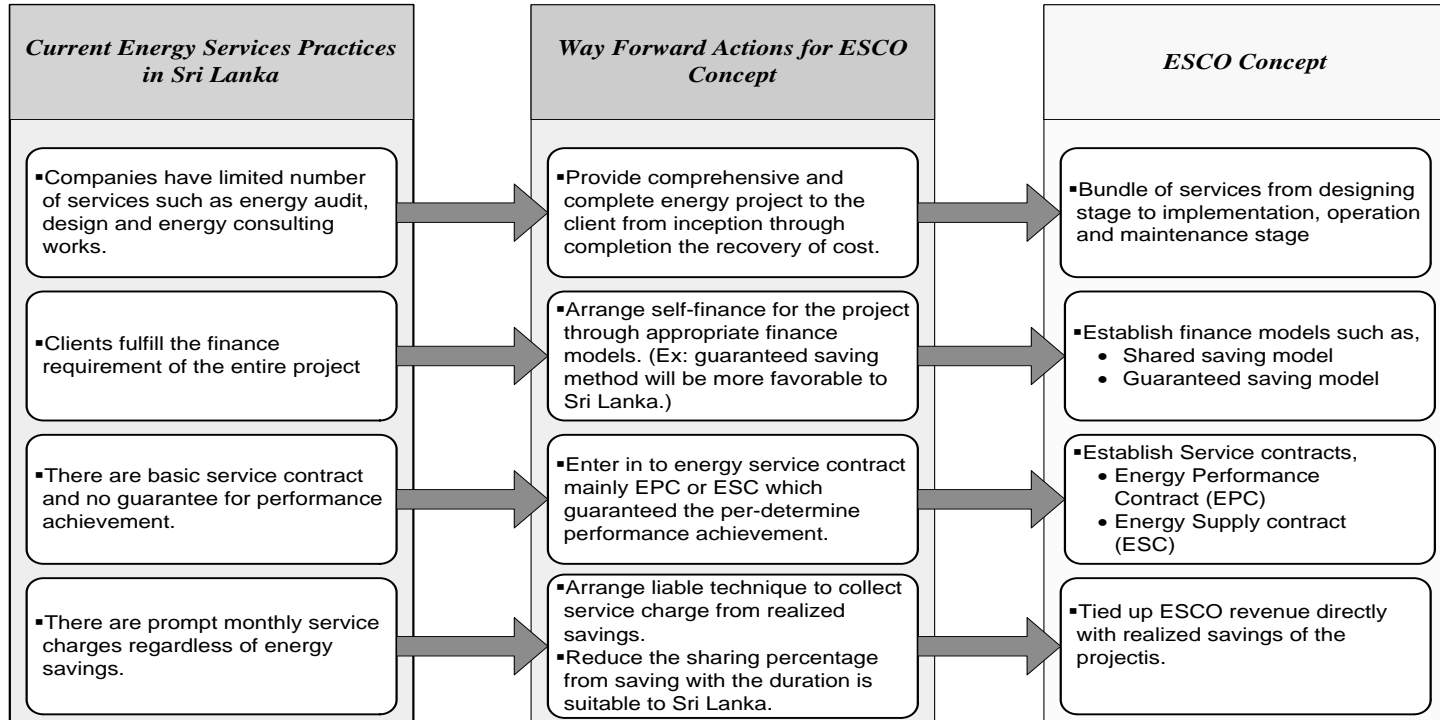 Current Energy Services Practices
in Sri Lanka
Way Forward Actions for ESCO
Concept
ESCO Concept
▪Companies have limited number
of services such as energy audit,
design and energy consulting
works.
▪Provide comprehensive and
complete energy project to the
client from inception through
completion the recovery of cost.
▪Bundle of services from designing
stage to implementation, operation
and maintenance stage
▪Clients fulfill the finance
requirement of the entire project
▪Arrange self-finance for the project
through appropriate finance
models. (Ex: guaranteed saving
method will be more favorable to
Sri Lanka.)
▪Establish finance models such as,
• Shared saving model
• Guaranteed saving model
▪There are basic service contract
and no guarantee for performance
achievement.
▪Enter in to energy service contract
mainly EPC or ESC which
guaranteed the per-determine
performance achievement.
▪Establish Service contracts,
• Energy Performance
Contract (EPC)
• Energy Supply contract
(ESC)
▪There are prompt monthly service
charges regardless of energy
savings.
▪Arrange liable technique to collect
service charge from realized
savings.
▪Reduce the sharing percentage
from saving with the duration is
suitable to Sri Lanka.
▪Tied up ESCO revenue directly
with realized savings of the
projectis.